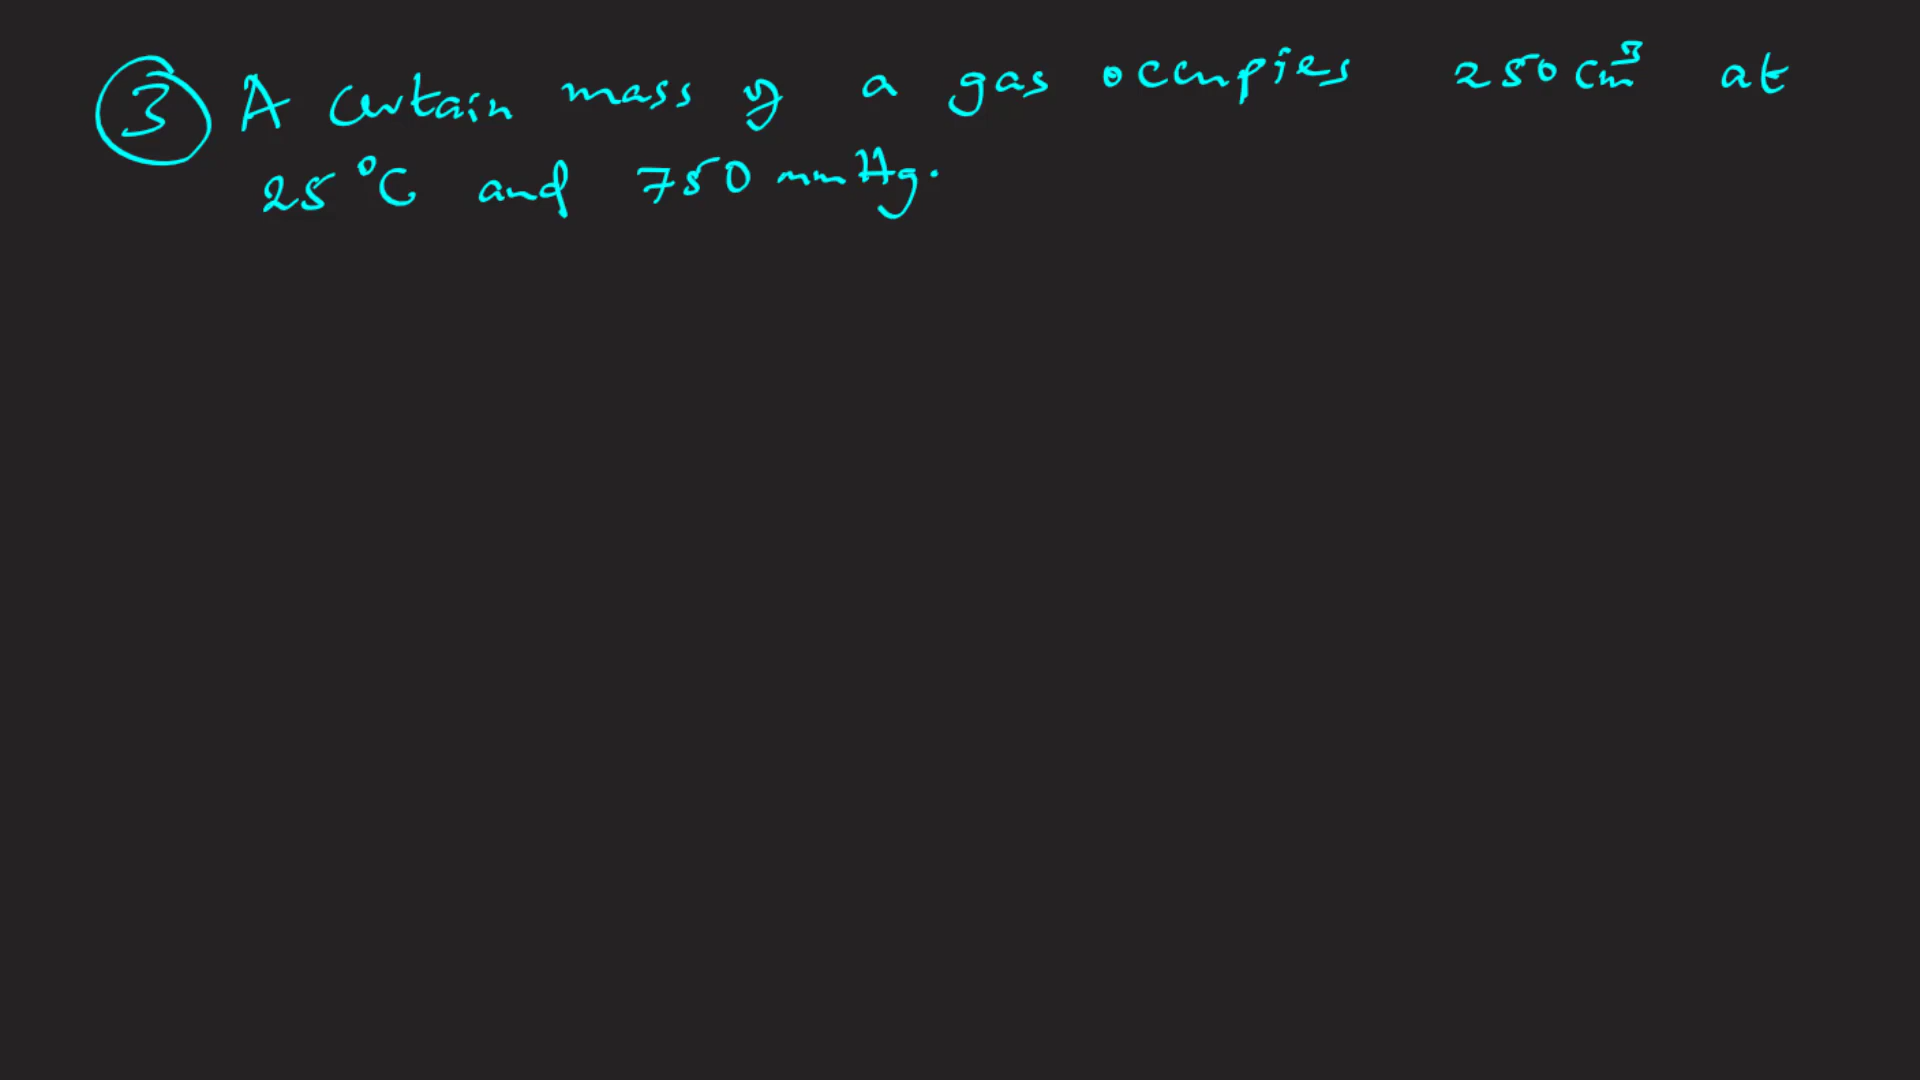 3 A certain mass of a gas occupies 250 cm³ at
25 °C and 750 mmHg.